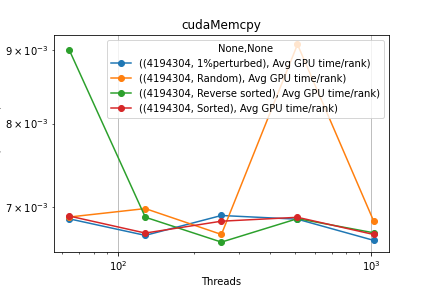 cudaMemcpy
None,None
((4194304, 1%perturbed), Avg GPU time/rank)
((4194304, Random), Avg GPU time/rank)
((4194304, Reverse sorted), Avg GPU time/rank)
((4194304, Sorted), Avg GPU time/rank)
9 × 10⁻³
8 × 10⁻³
7 × 10⁻³
10² 10³
Threads